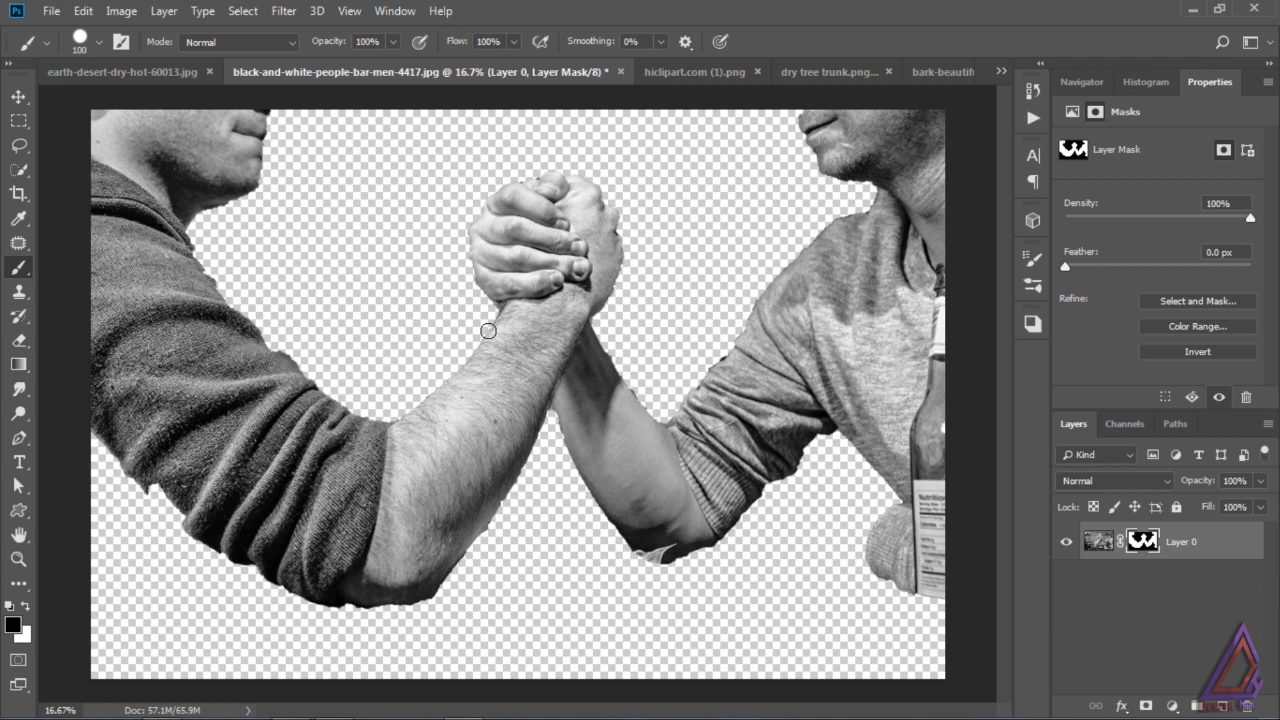 Ps File Edit Image Layer Type Select Filter 3D View Window Help
100 Mode: Normal Opacity: 100% Flow: 100% Smoothing: 0%
earth-desert-dry-hot-60013.jpg × black-and-white-people-bar-men-4417.jpg @ 16.7% (Layer 0, Layer Mask/8) * × hiclipart.com (1).png × dry tree trunk.png... × bark-beautif
Navigator Histogram Properties
Masks
Layer Mask
Density: 100%
Feather: 0.0 px
Refine: Select and Mask...
Color Range...
Invert
Layers Channels Paths
Kind
Normal Opacity: 100%
Lock: Fill: 100%
Layer 0
Nutrition
16.67% Doc: 57.1M/65.9M